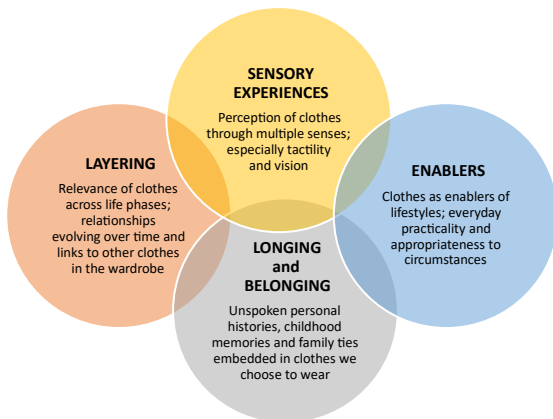 SENSORY
EXPERIENCES
Perception of clothes
through multiple senses;
especially tactility
and vision
LAYERING
Relevance of clothes
across life phases;
relationships
evolving over time and
links to other clothes
in the wardrobe
ENABLERS
Clothes as enablers of
lifestyles; everyday
practicality and
appropriateness to
circumstances
LONGING
and
BELONGING
Unspoken personal
histories, childhood
memories and family ties
embedded in clothes we
choose to wear